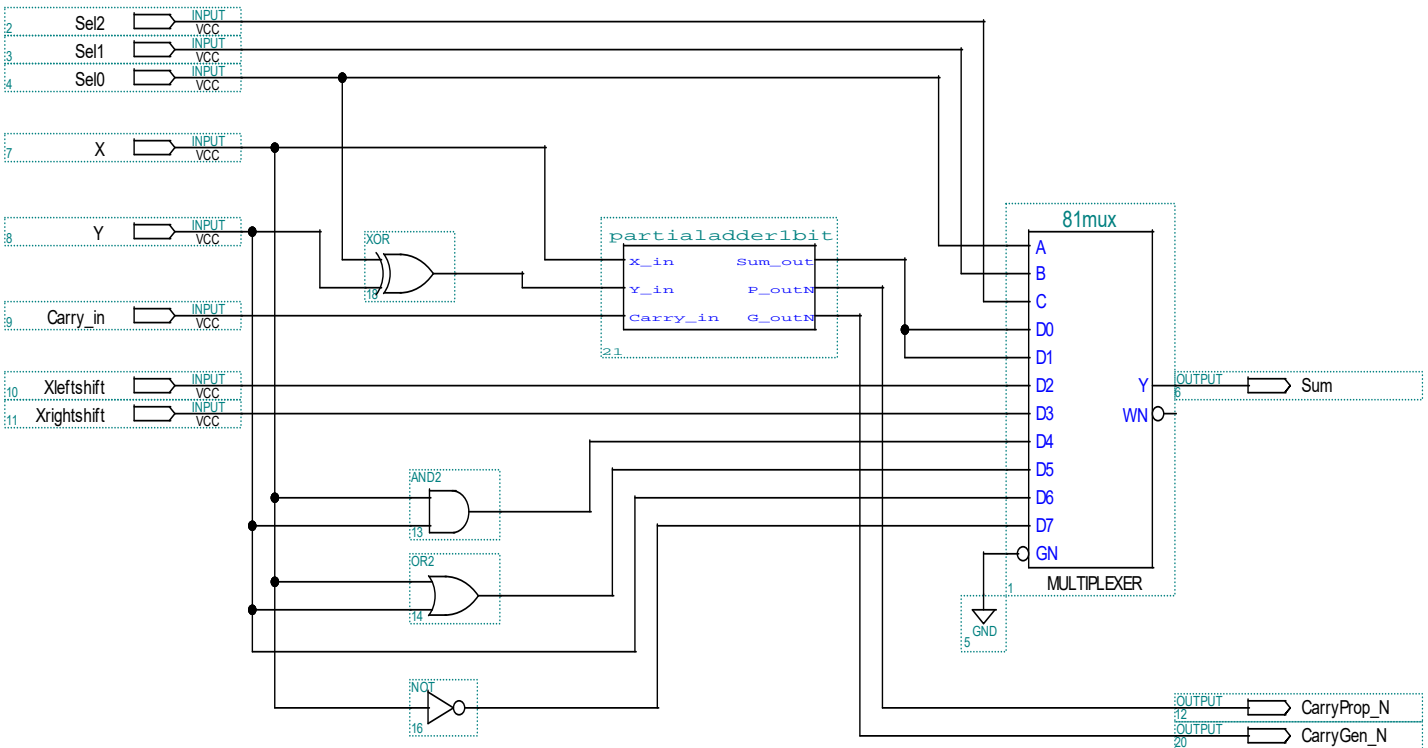 2 Sel2 INPUT VCC
3 Sel1 INPUT VCC
4 Sel0 INPUT VCC
7 X INPUT VCC
8 Y INPUT VCC
9 Carry_in INPUT VCC
10 Xleftshift INPUT VCC
11 Xrightshift INPUT VCC
XOR
18
partialadder1bit
X_in Sum_out
Y_in P_outN
Carry_in G_outN
21
AND2
13
OR2
14
NOT
16
81mux
A
B
C
D0
D1
D2
D3
D4
D5
D6
D7
GN
Y
WN
MULTIPLEXER
1
GND
5
OUTPUT
6
Sum
OUTPUT
12
CarryProp_N
OUTPUT
20
CarryGen_N